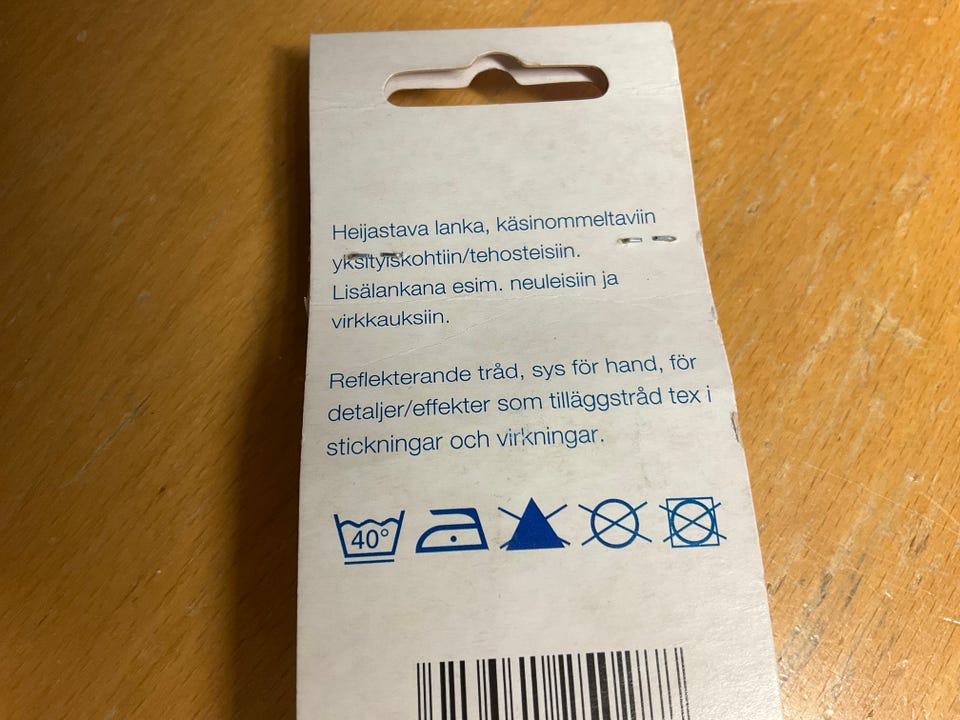 Heijastava lanka, käsinommeltaviin
yksityiskohtiin/tehosteisiin.
Lisälankana esim. neuleisiin ja
virkkauksiin.
Reflekterande tråd, sys för hand, för
detaljer/effekter som tilläggstråd tex i
stickningar och virkningar.
40°